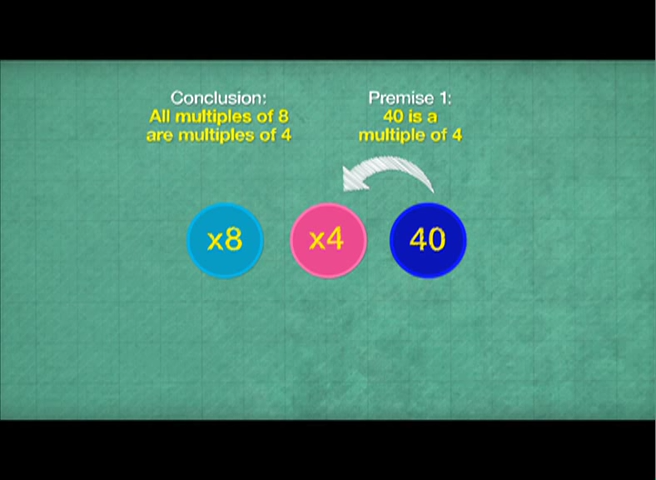 Conclusion:
All multiples of 8
are multiples of 4
Premise 1:
40 is a
multiple of 4
x8
x4
40